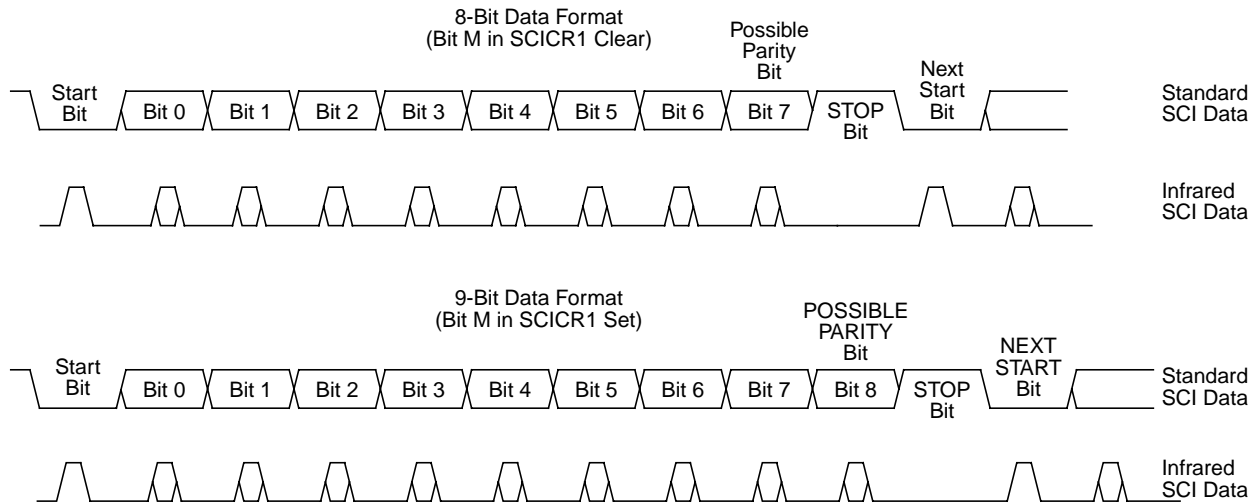 8-Bit Data Format
(Bit M in SCICR1 Clear)
Possible
Parity
Bit
Start
Bit
Bit 0
Bit 1
Bit 2
Bit 3
Bit 4
Bit 5
Bit 6
Bit 7
STOP
Bit
Next
Start
Bit
Standard
SCI Data
Infrared
SCI Data
9-Bit Data Format
(Bit M in SCICR1 Set)
POSSIBLE
PARITY
Bit
Start
Bit
Bit 0
Bit 1
Bit 2
Bit 3
Bit 4
Bit 5
Bit 6
Bit 7
Bit 8
STOP
Bit
NEXT
START
Bit
Standard
SCI Data
Infrared
SCI Data